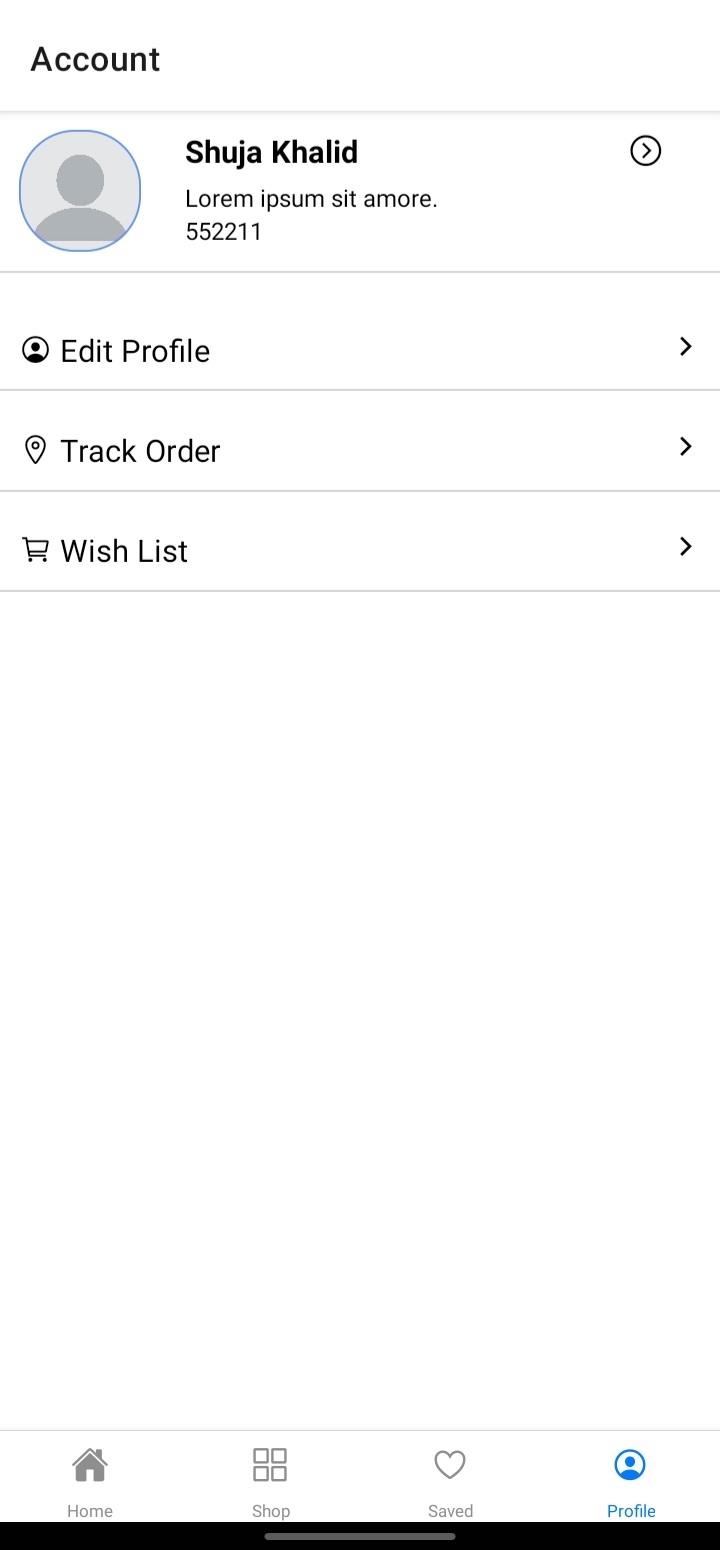 Account
Shuja Khalid
Lorem ipsum sit amore.
552211
Edit Profile
Track Order
Wish List
Home
Shop
Saved
Profile